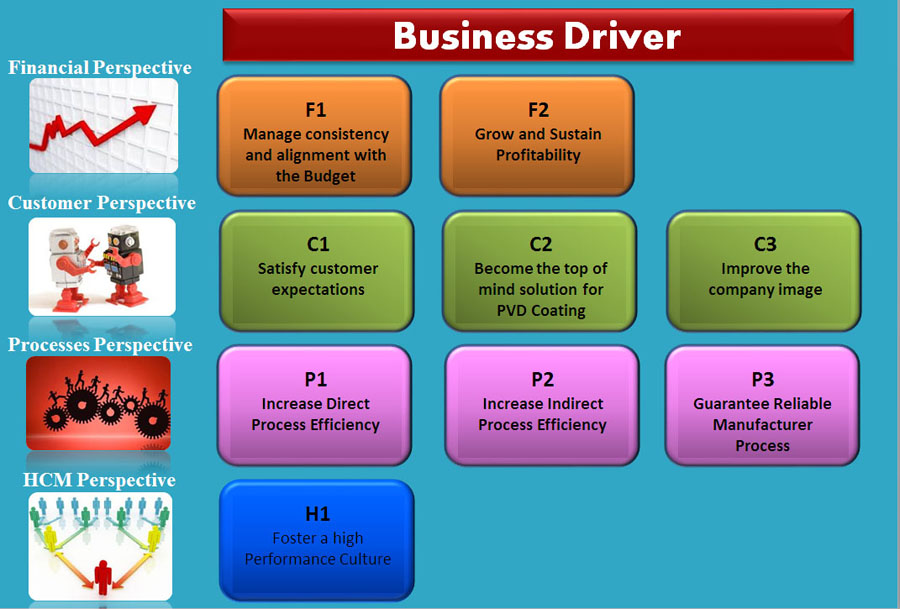 Business Driver
Financial Perspective
F1
Manage consistency
and alignment with
the Budget
F2
Grow and Sustain
Profitability
Customer Perspective
C1
Satisfy customer
expectations
C2
Become the top of
mind solution for
PVD Coating
C3
Improve the
company image
Processes Perspective
P1
Increase Direct
Process Efficiency
P2
Increase Indirect
Process Efficiency
P3
Guarantee Reliable
Manufacturer
Process
HCM Perspective
H1
Foster a high
Performance Culture